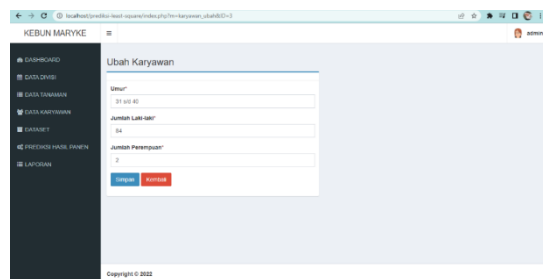 localhost/prediksi-least-square/index.php?m=karyawan_ubah&ID=3
KEBUN MARYKE
admin
DASHBOARD
DATA DIVISI
DATA TANAMAN
DATA KARYAWAN
DATASET
PREDIKSI HASIL PANEN
LAPORAN
Ubah Karyawan
Umur*
31 s/d 40
Jumlah Laki-laki*
84
Jumlah Perempuan*
2
Simpan Kembali
Copyright © 2022